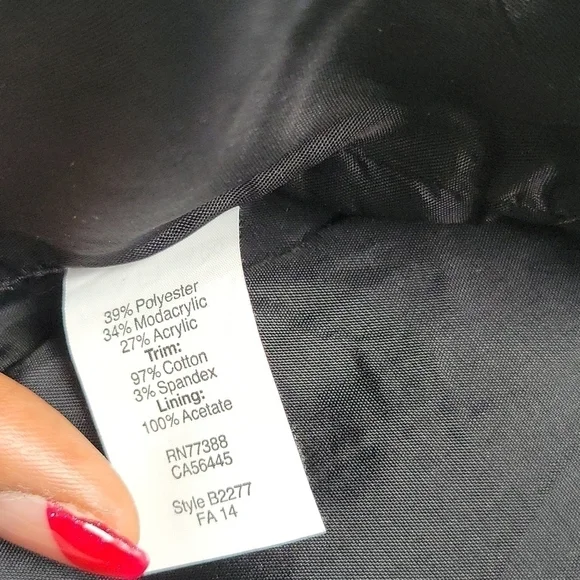 39% Polyester
34% Modacrylic
27% Acrylic
Trim:
97% Cotton
3% Spandex
Lining:
100% Acetate
RN77388
CA56445
Style B2277
FA 14